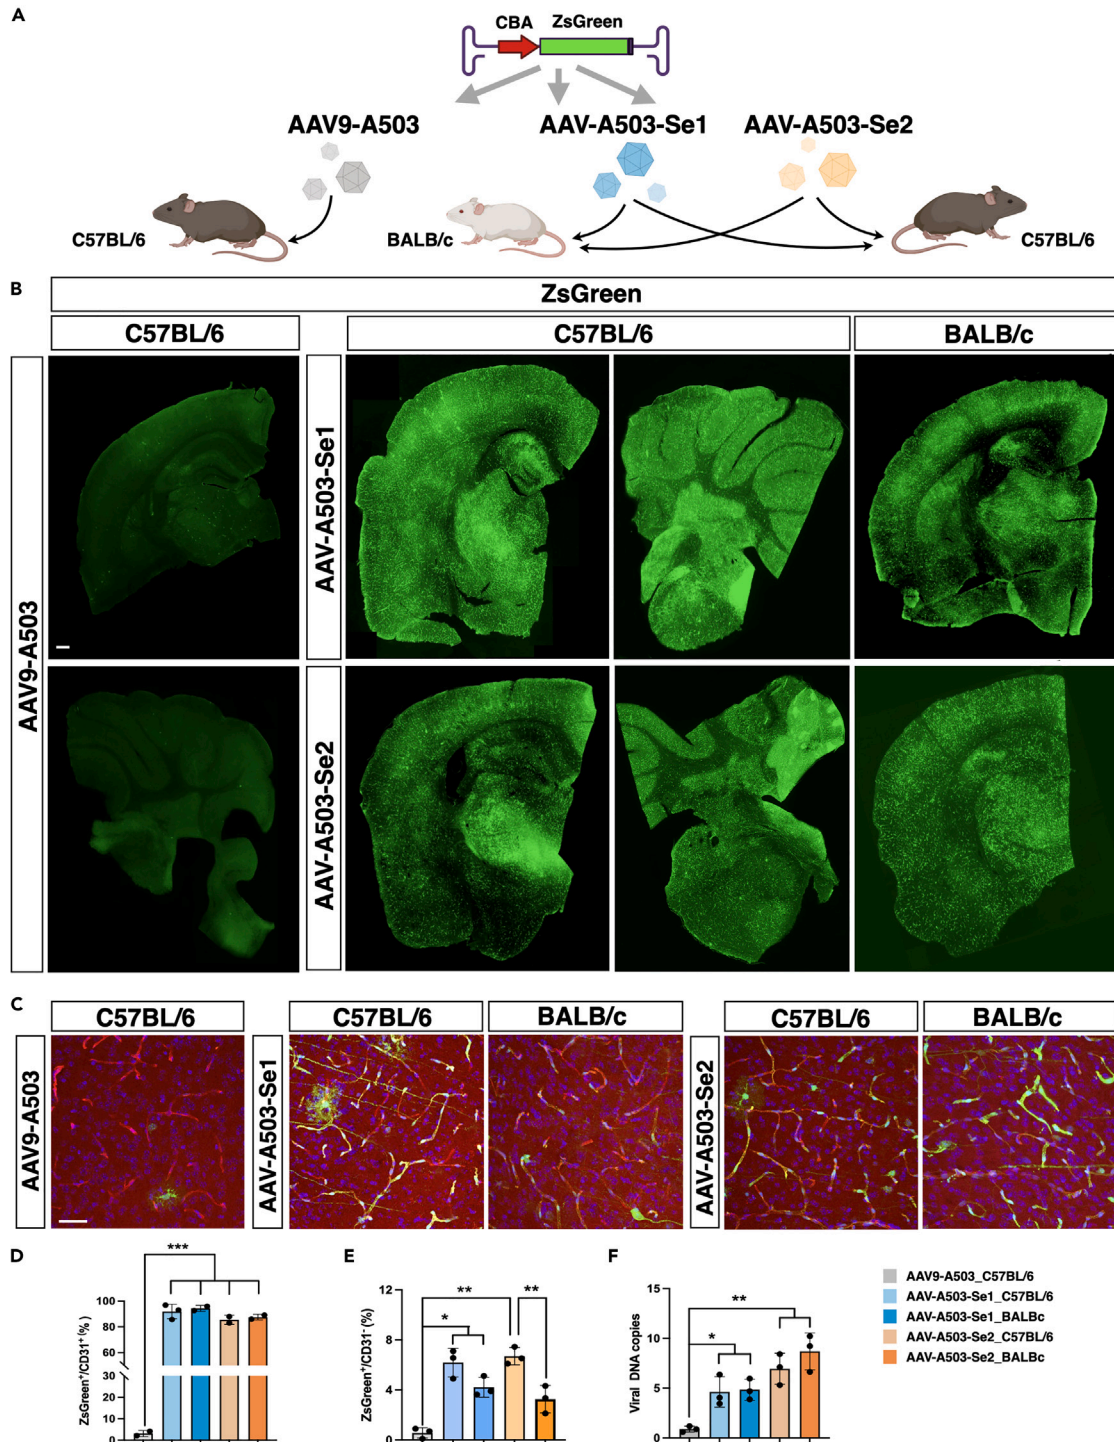 A
CBA ZsGreen
AAV9-A503 AAV-A503-Se1 AAV-A503-Se2
C57BL/6 BALB/c C57BL/6
B
ZsGreen
C57BL/6 C57BL/6 BALB/c
AAV9-A503
AAV-A503-Se1
AAV-A503-Se2
C
C57BL/6 C57BL/6 BALB/c C57BL/6 BALB/c
AAV9-A503
AAV-A503-Se1
AAV-A503-Se2
D
***
ZsGreen⁺/CD31⁺ (%)
100
80
60
30
20
10
0
E
** **
*
ZsGreen⁺/CD31⁻ (%)
12
8
4
0
F
**
*
Viral DNA copies
15
10
5
0
AAV9-A503_C57BL/6
AAV-A503-Se1_C57BL/6
AAV-A503-Se1_BALBc
AAV-A503-Se2_C57BL/6
AAV-A503-Se2_BALBc